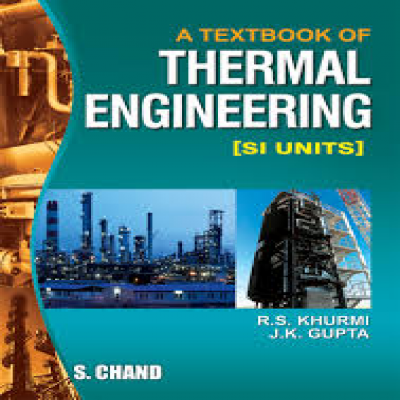 A TEXTBOOK OF
THERMAL
ENGINEERING
[SI UNITS]
R.S. KHURMI
J.K. GUPTA
S. CHAND